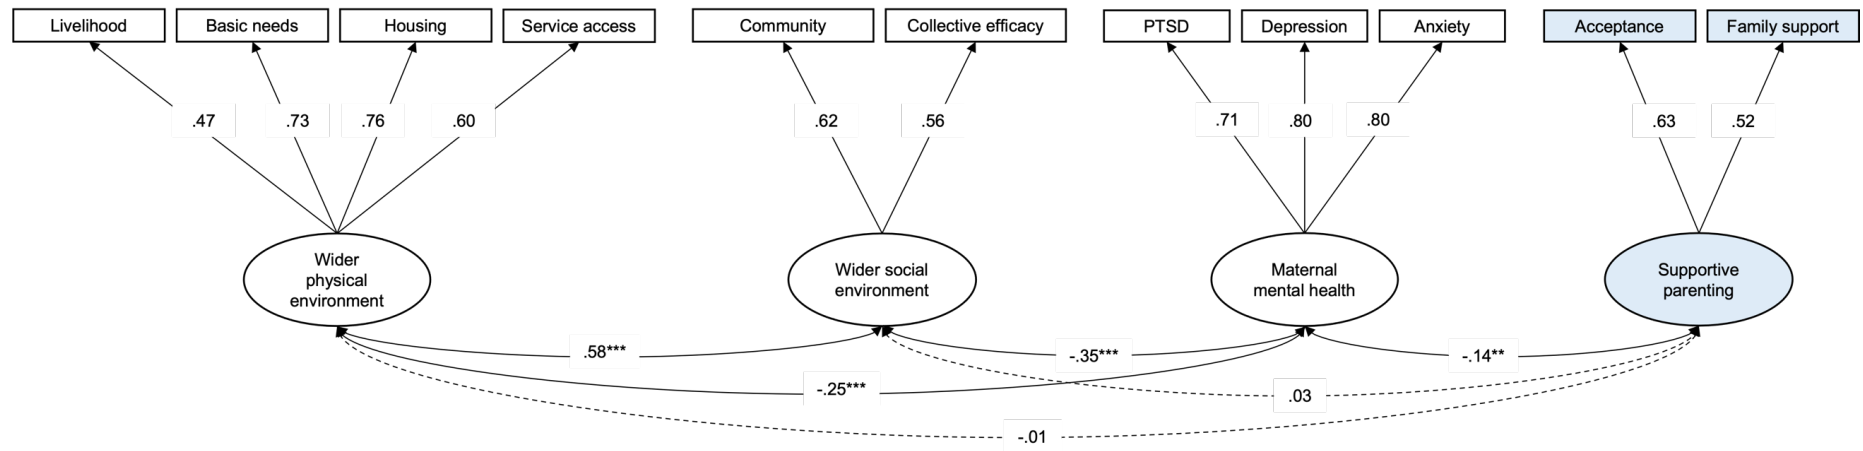 Livelihood
Basic needs
Housing
Service access
Community
Collective efficacy
PTSD
Depression
Anxiety
Acceptance
Family support
.47
.73
.76
.60
.62
.56
.71
.80
.80
.63
.52
Wider
physical
environment
Wider social
environment
Maternal
mental health
Supportive
parenting
.58***
-.35***
-.14**
-.25***
.03
-.01